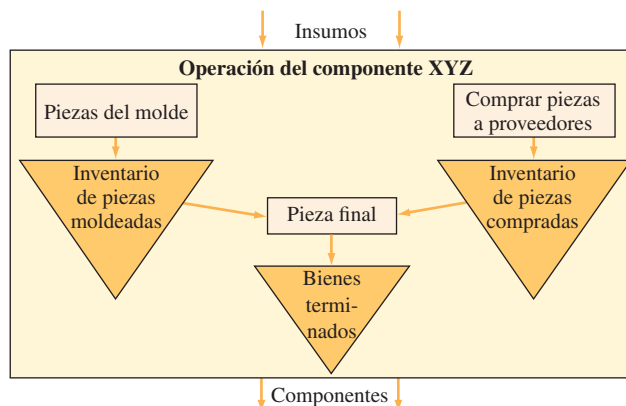 Insumos
Operación del componente XYZ
Piezas del molde
Comprar piezas
a proveedores
Inventario
de piezas
moldeadas
Pieza final
Inventario
de piezas
compradas
Bienes
termi-
nados
Componentes